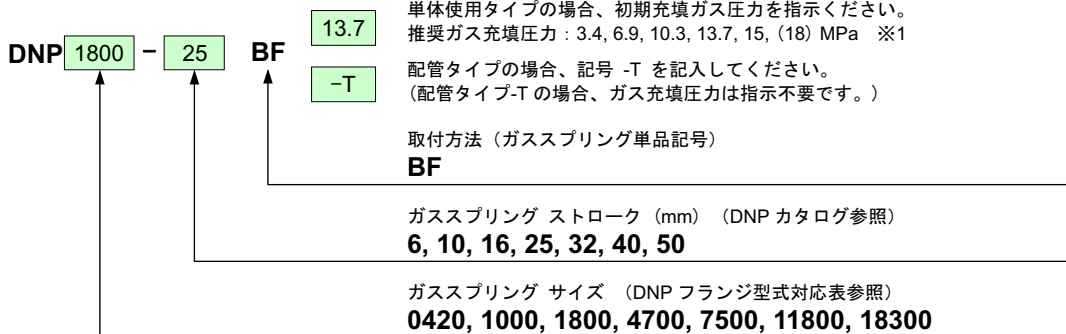 単体使用タイプの場合、初期充填ガス圧力を指示ください。
13.7
推奨ガス充填圧力：3.4, 6.9, 10.3, 13.7, 15, (18) MPa ※1
DNP 1800 - 25 BF
配管タイプの場合、記号 -T を記入してください。
-T
(配管タイプ-T の場合、ガス充填圧力は指示不要です。)
取付方法（ガススプリング単品記号）
BF
ガススプリング ストローク (mm) （DNP カタログ参照）
6, 10, 16, 25, 32, 40, 50
ガススプリング サイズ （DNP フランジ型式対応表参照）
0420, 1000, 1800, 4700, 7500, 11800, 18300